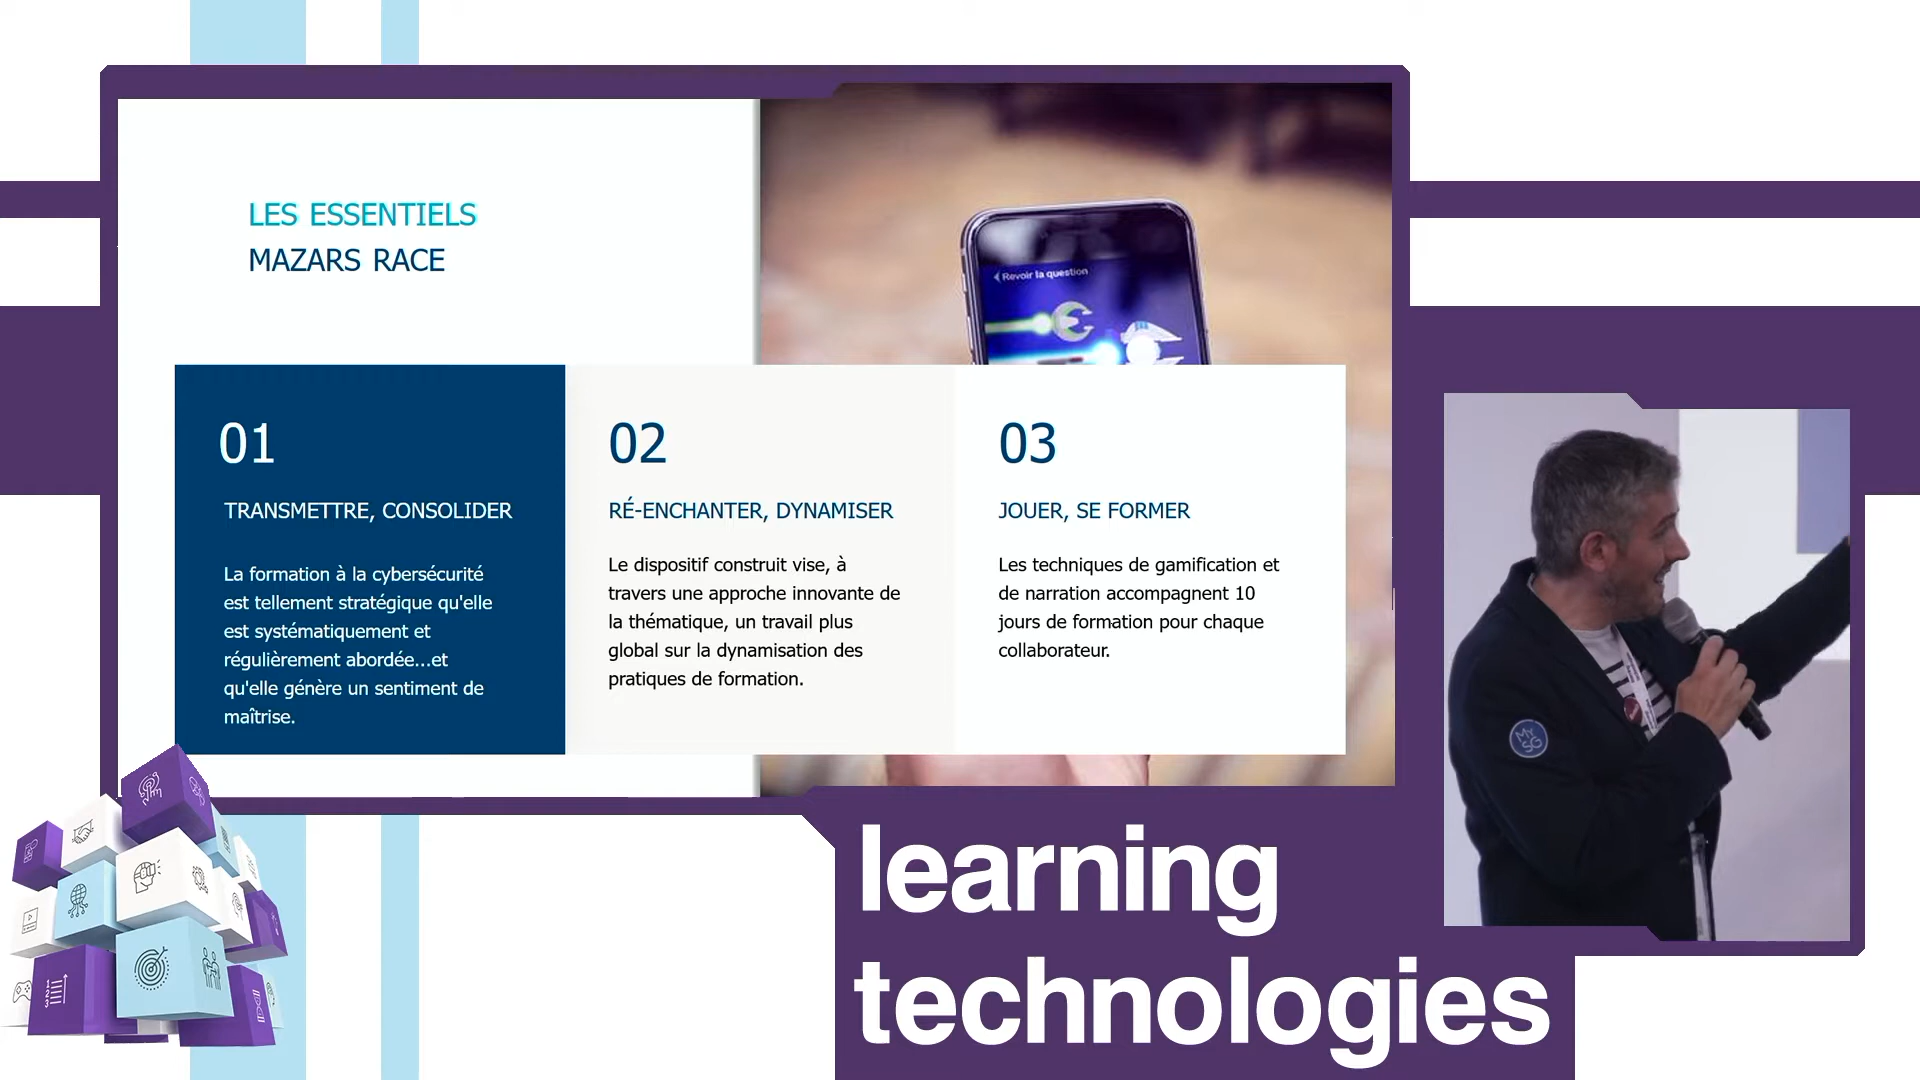 LES ESSENTIELS
MAZARS RACE
Revoir la question
01
TRANSMETTRE, CONSOLIDER
La formation à la cybersécurité
est tellement stratégique qu'elle
est systématiquement et
régulièrement abordée...et
qu'elle génère un sentiment de
maîtrise.
02
RÉ-ENCHANTER, DYNAMISER
Le dispositif construit vise, à
travers une approche innovante de
la thématique, un travail plus
global sur la dynamisation des
pratiques de formation.
03
JOUER, SE FORMER
Les techniques de gamification et
de narration accompagnent 10
jours de formation pour chaque
collaborateur.
MY
SG
learning
technologies